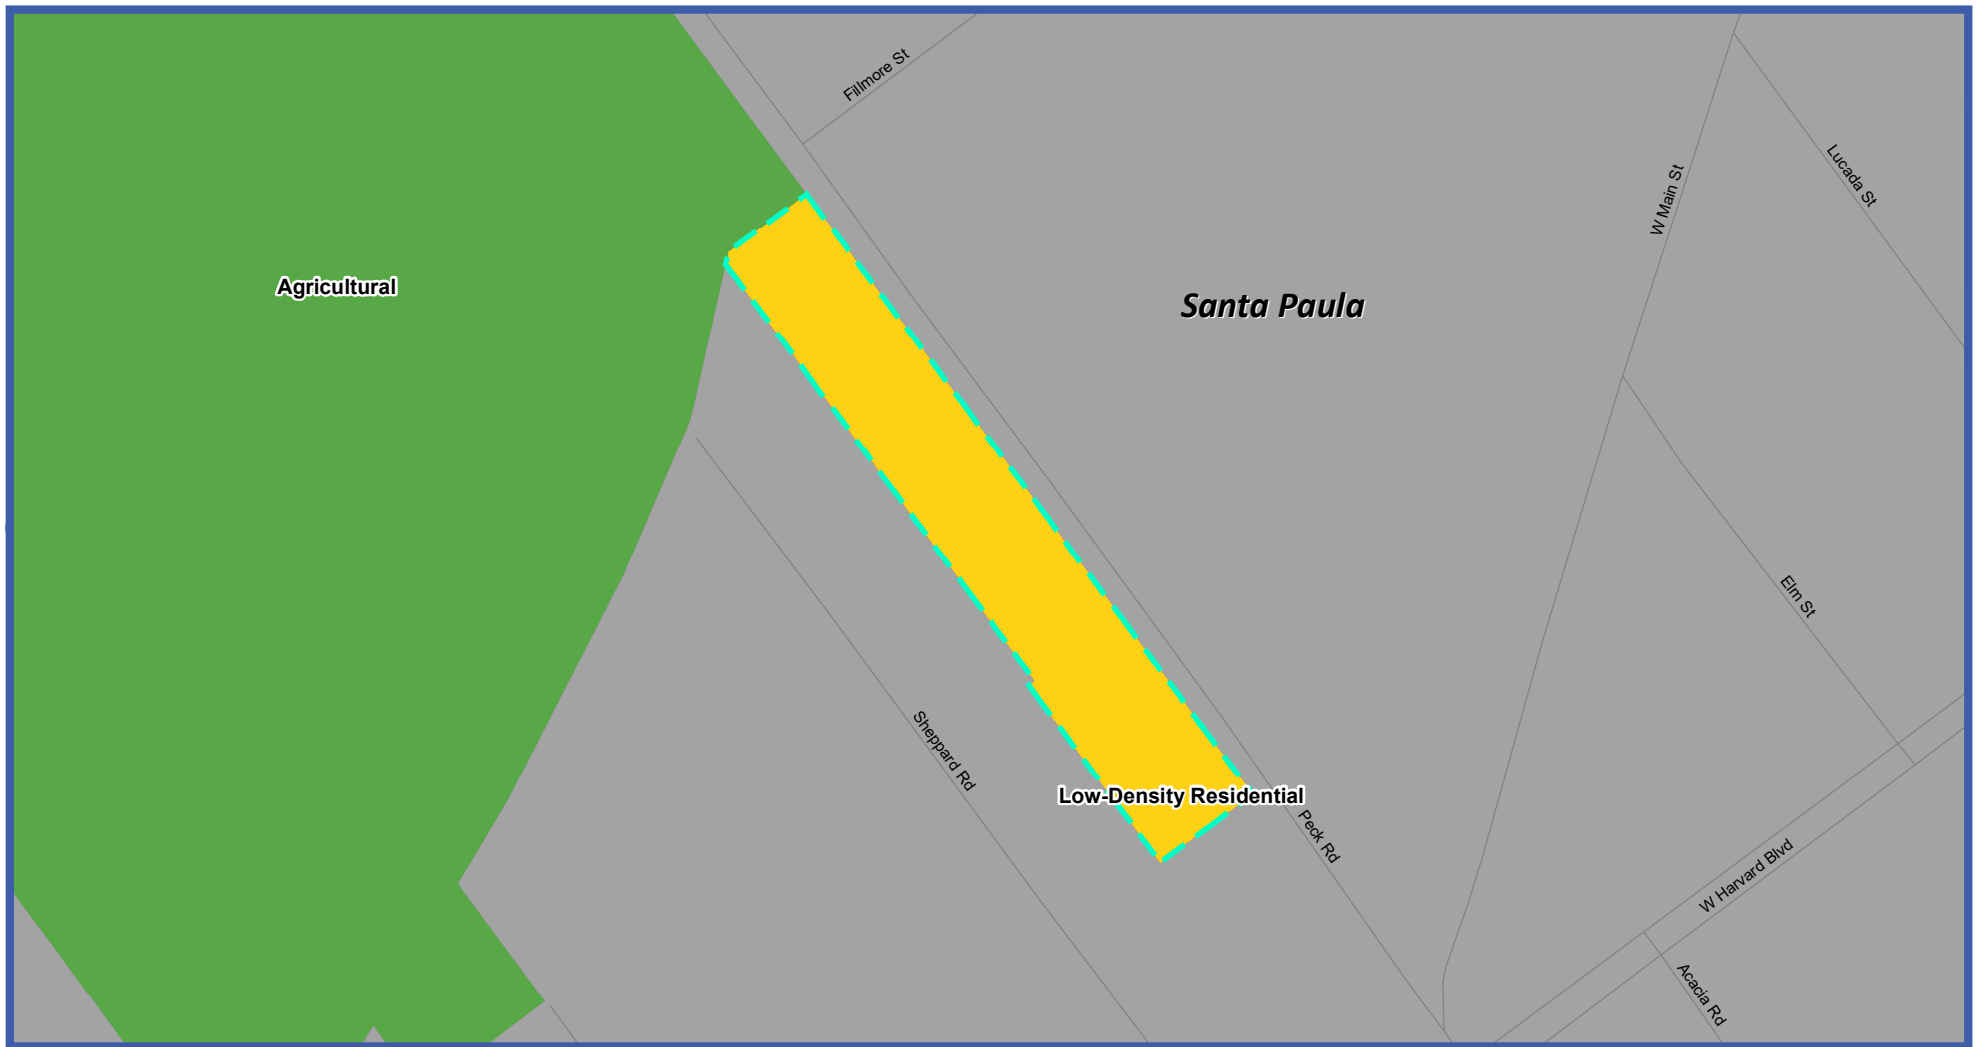 Fillmore St
Lucada St
W Main St
Agricultural
Santa Paula
Elm St
Sheppard Rd
Low-Density Residential
Peck Rd
W Harvard Blvd
Acacia Rd